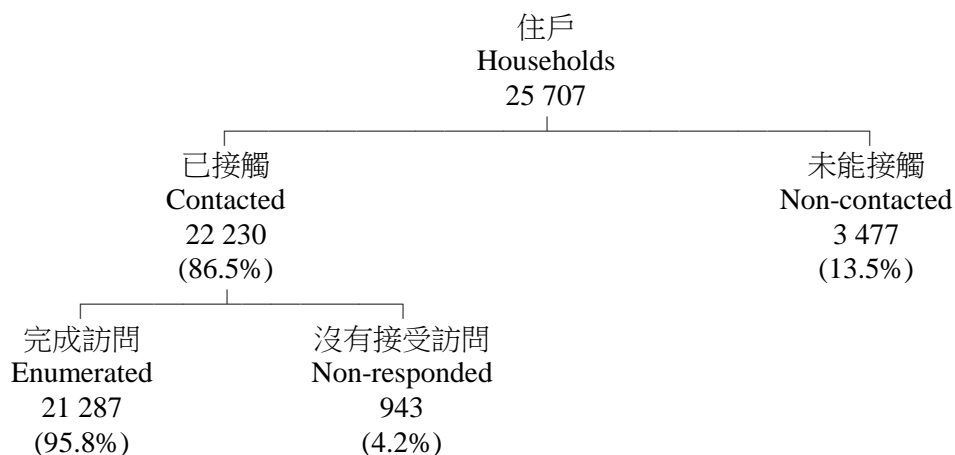 住戶
Households
25 707
已接觸
Contacted
22 230
(86.5%)
未能接觸
Non-contacted
3 477
(13.5%)
完成訪問
Enumerated
21 287
(95.8%)
沒有接受訪問
Non-responded
943
(4.2%)